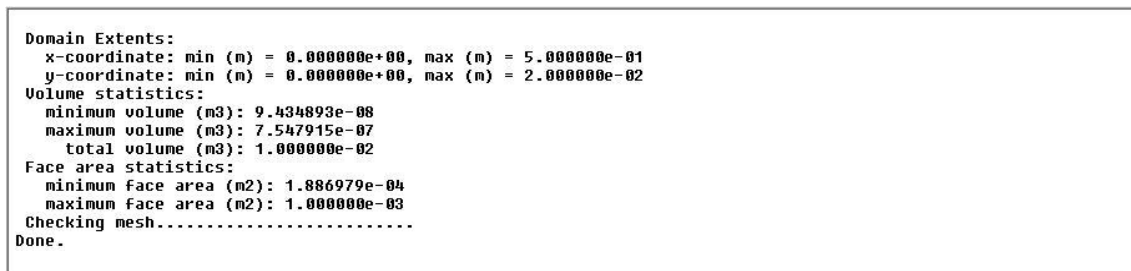 Domain Extents:
x-coordinate: min (m) = 0.000000e+00, max (m) = 5.000000e-01
y-coordinate: min (m) = 0.000000e+00, max (m) = 2.000000e-02
Volume statistics:
minimum volume (m3): 9.434893e-08
maximum volume (m3): 7.547915e-07
total volume (m3): 1.000000e-02
Face area statistics:
minimum face area (m2): 1.886979e-04
maximum face area (m2): 1.000000e-03
Checking mesh..........................
Done.